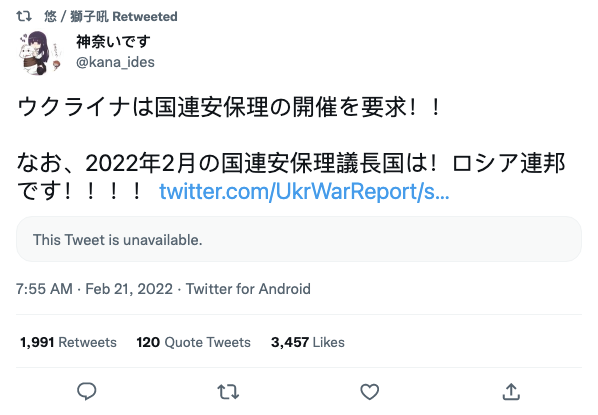 悠 / 獅子吼 Retweeted
神奈いです
@kana_ides
ウクライナは国連安保理の開催を要求！！
なお、2022年2月の国連安保理議長国は！ロシア連邦
です！！！！ twitter.com/UkrWarReport/s...
This Tweet is unavailable.
7:55 AM · Feb 21, 2022 · Twitter for Android
1,991 Retweets 120 Quote Tweets 3,457 Likes